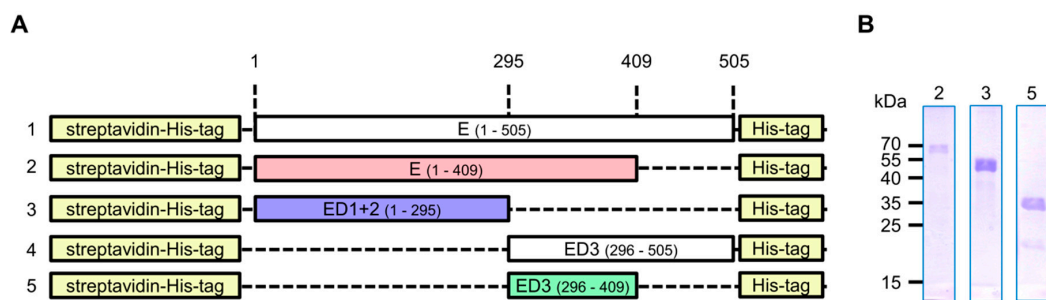 A
B
1 295 409 505
1 streptavidin-His-tag E (1 - 505) His-tag
2 streptavidin-His-tag E (1 - 409) His-tag
3 streptavidin-His-tag ED1+2 (1 - 295) His-tag
4 streptavidin-His-tag ED3 (296 - 505) His-tag
5 streptavidin-His-tag ED3 (296 - 409) His-tag
kDa 2 3 5
70
55
40
35
25
15